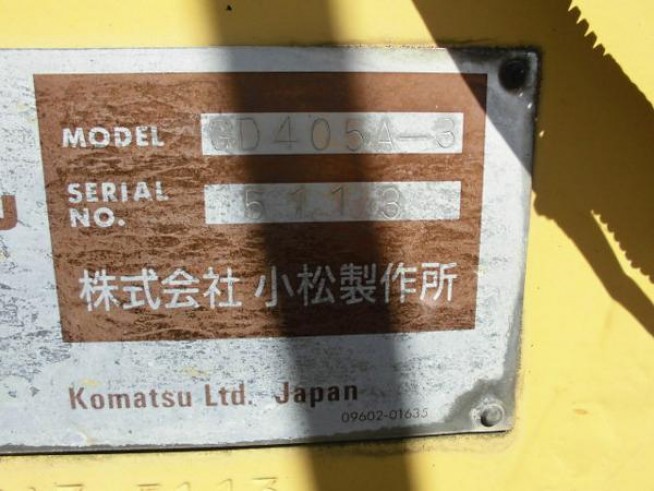 MODEL GD405A-3
SERIAL NO. 5113
株式会社 小松製作所
Komatsu Ltd. Japan
09602-01635
5113